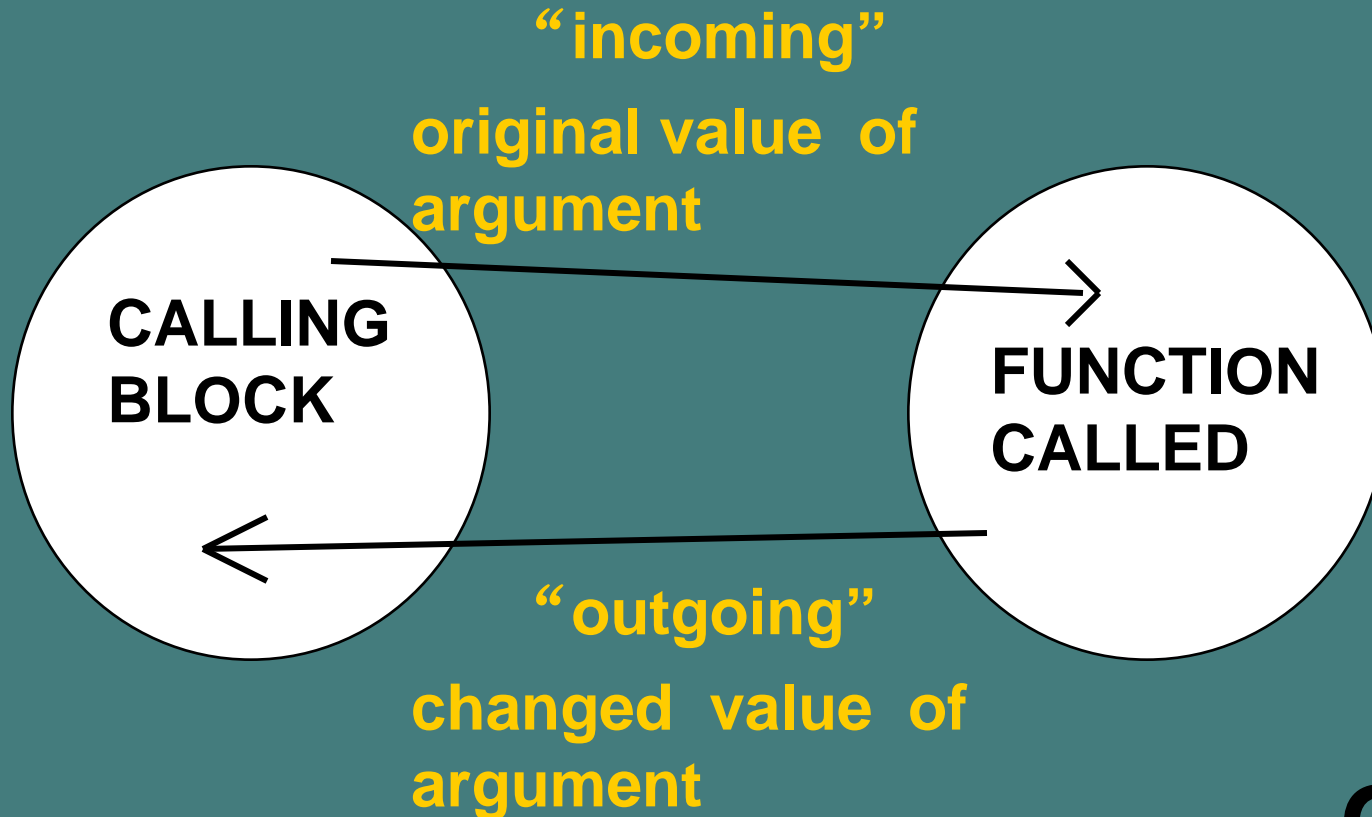 “incoming”
original value of
argument
CALLING
BLOCK
FUNCTION
CALLED
“outgoing”
changed value of
argument